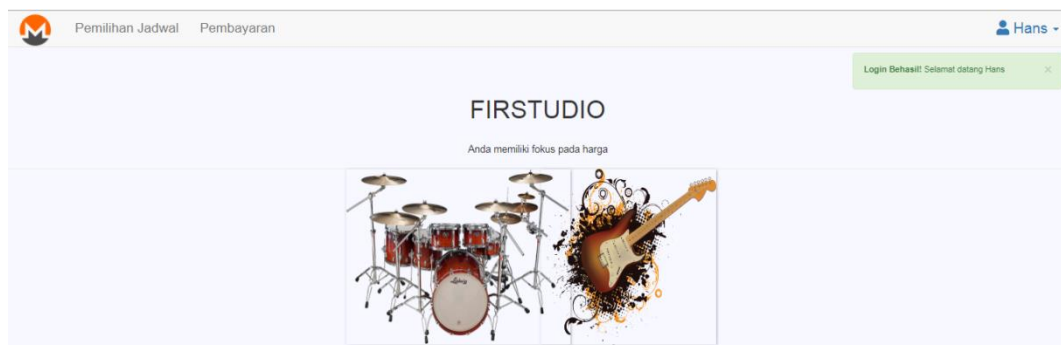 Pemilihan Jadwal Pembayaran Hans
Login Behasil! Selamat datang Hans ×
FIRSTUDIO
Anda memiliki fokus pada harga